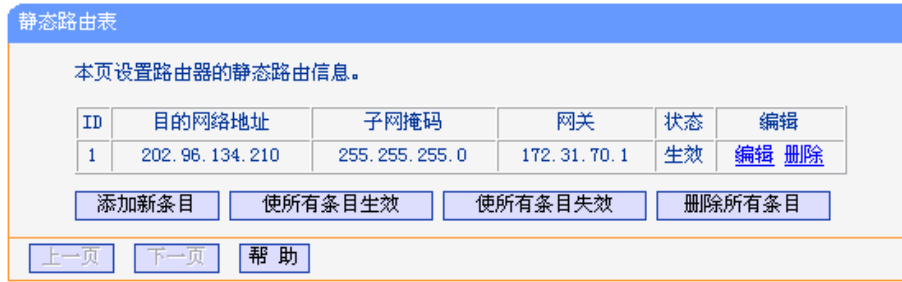 静态路由表
本页设置路由器的静态路由信息。
ID 目的网络地址 子网掩码 网关 状态 编辑
1 202.96.134.210 255.255.255.0 172.31.70.1 生效 编辑 删除
添加新条目 使所有条目生效 使所有条目失效 删除所有条目
上一页 下一页 帮 助